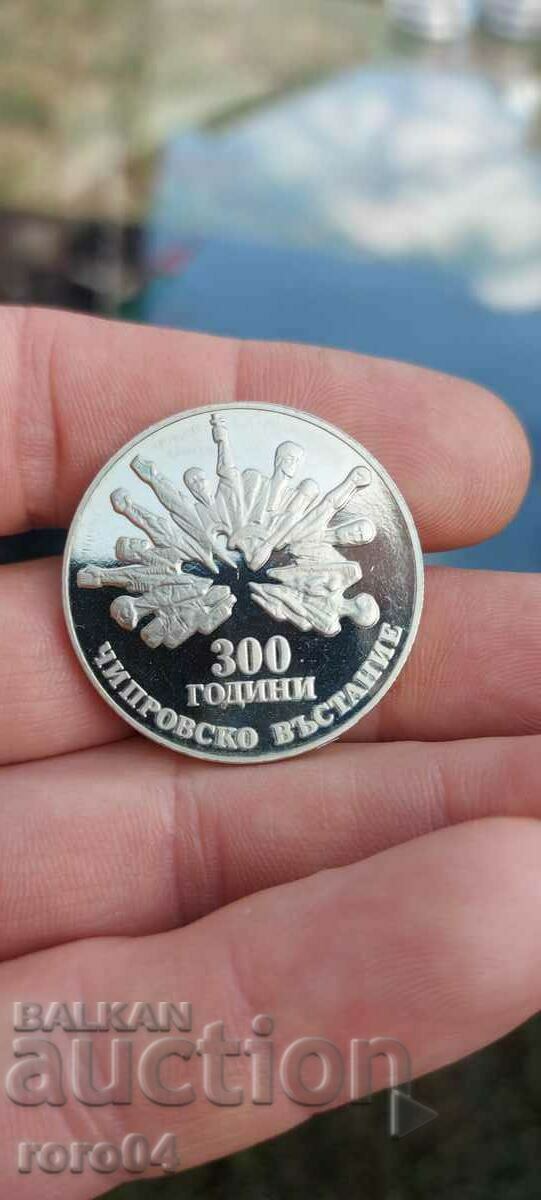 300
ГОДИНИ
ЧИПРОВСКО ВЪСТАНИЕ
BALKAN
auction
roro04